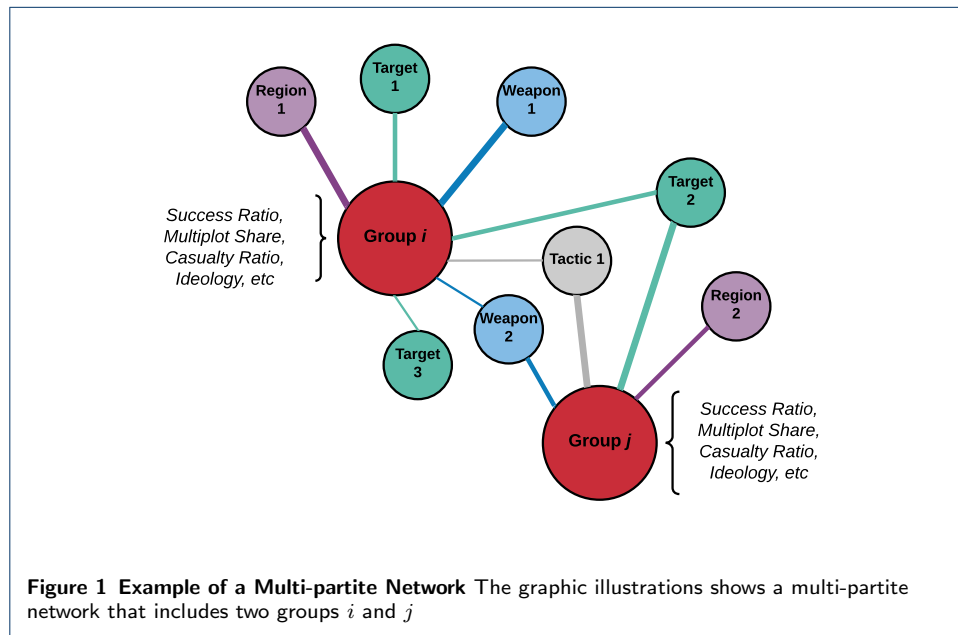 Region
1
Target
1
Weapon
1
Target
2
Success Ratio,
Multiplot Share,
Casualty Ratio,
Ideology, etc
Group i
Tactic 1
Region
2
Weapon
2
Target
3
Group j
Success Ratio,
Multiplot Share,
Casualty Ratio,
Ideology, etc
Figure 1 Example of a Multi-partite Network The graphic illustrations shows a multi-partite
network that includes two groups i and j